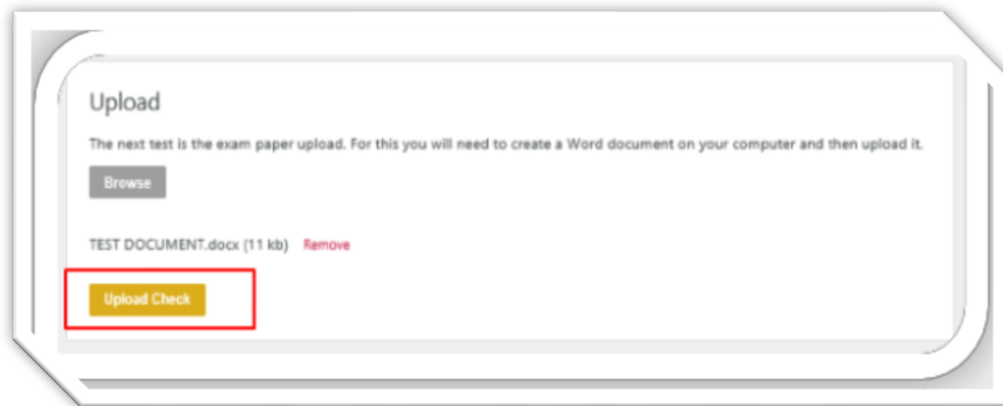 Upload
The next test is the exam paper upload. For this you will need to create a Word document on your computer and then upload it.
Browse
TEST DOCUMENT.docx (11 kb) Remove
Upload Check